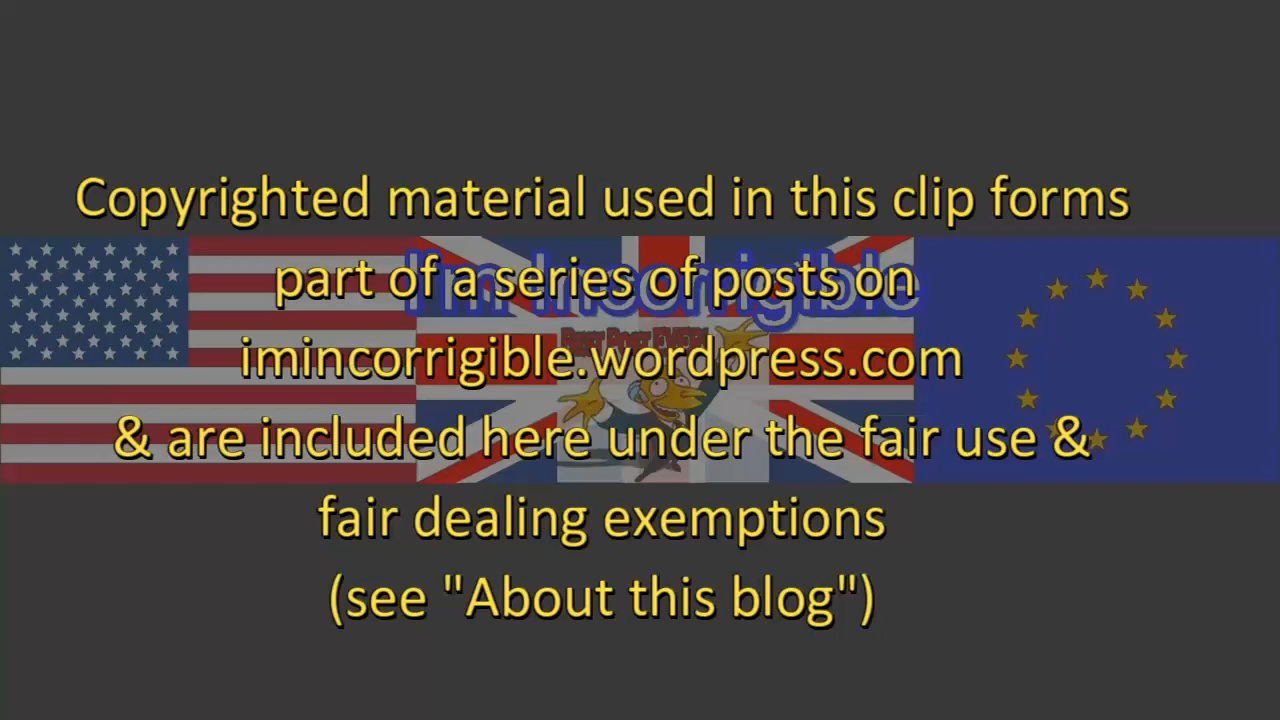 Copyrighted material used in this clip forms
part of a series of posts on
I'm Incorrigible
imincorrigible.wordpress.com
& are included here under the fair use &
fair dealing exemptions
(see "About this blog")